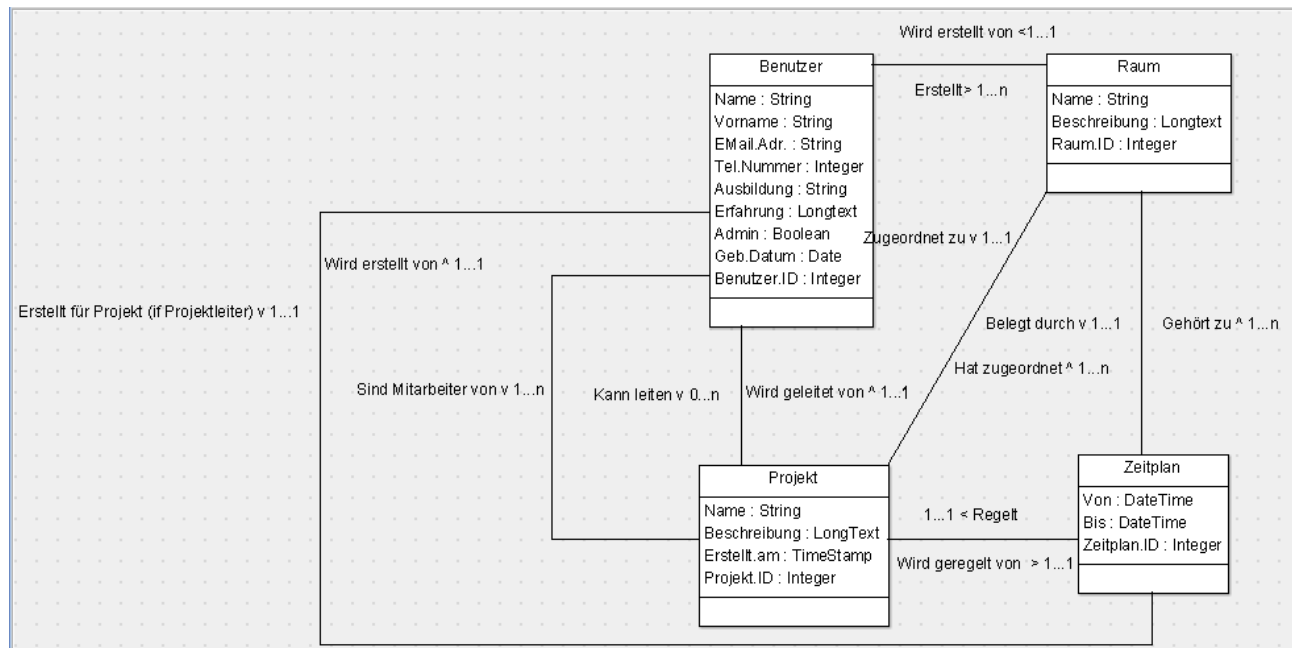 Wird erstellt von <1...1
Benutzer
Raum
Erstellt> 1...n
Name : String
Vorname : String
EMail.Adr. : String
Tel.Nummer : Integer
Ausbildung : String
Erfahrung : Longtext
Admin : Boolean
Geb.Datum : Date
Benutzer.ID : Integer
Name : String
Beschreibung : Longtext
Raum.ID : Integer
Zugeordnet zu v 1...1
Wird erstellt von ^ 1...1
Erstellt für Projekt (if Projektleiter) v 1...1
Belegt durch v 1...1
Gehört zu ^ 1...n
Hat zugeordnet ^ 1...n
Sind Mitarbeiter von v 1...n
Kann leiten v 0...n
Wird geleitet von ^ 1...1
Projekt
Name : String
Beschreibung : LongText
Erstellt.am : TimeStamp
Projekt.ID : Integer
Zeitplan
Von : DateTime
Bis : DateTime
Zeitplan.ID : Integer
1...1 < Regelt
Wird geregelt von > 1...1